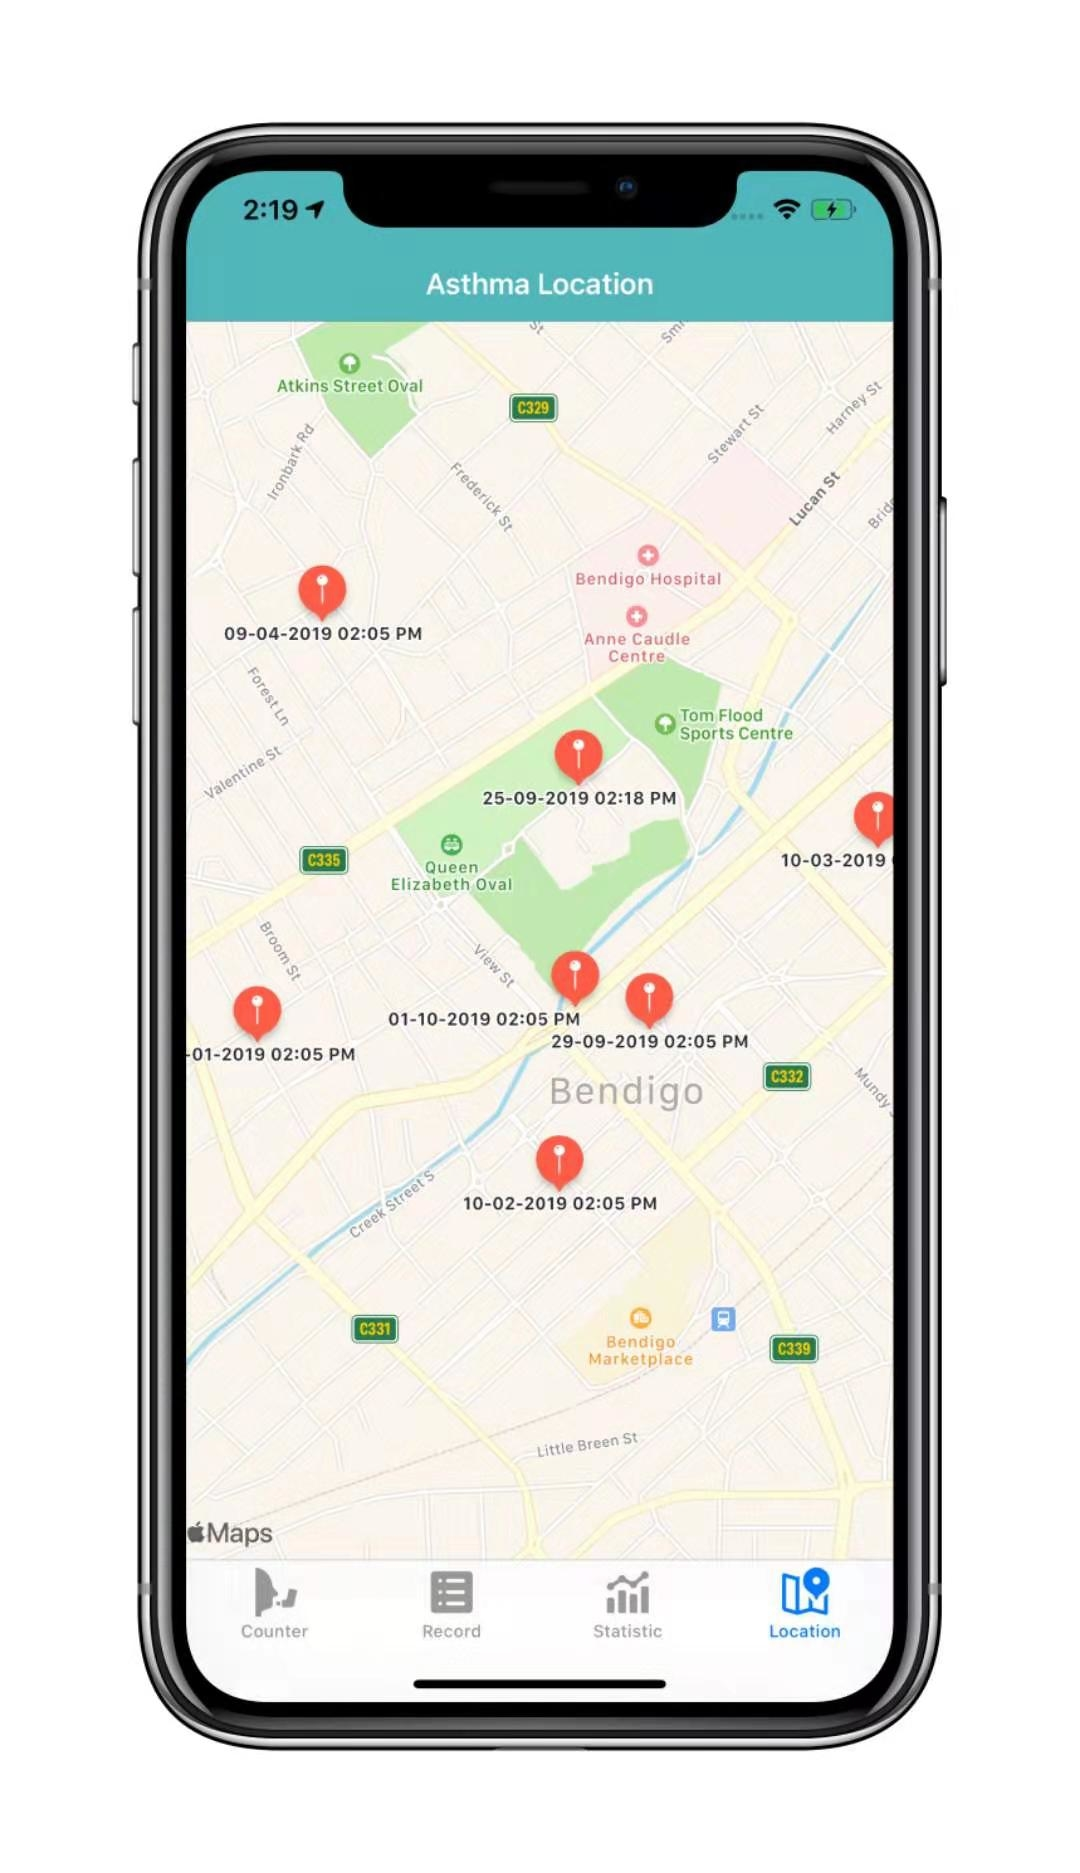 2:19
Asthma Location
St
Atkins Street Oval
C329
Harney St
Stewart St
Ironbark Rd
Frederick St
Lucan St
Bendigo Hospital
09-04-2019 02:05 PM
Anne Caudle
Centre
Forest Ln
Tom Flood
Sports Centre
Valentine St
25-09-2019 02:18 PM
C335
10-03-2019
Queen
Elizabeth Oval
Broom St
View St
01-10-2019 02:05 PM
29-09-2019 02:05 PM
-01-2019 02:05 PM
Bendigo
C332
Mundy
10-02-2019 02:05 PM
Creek Street S
C331
Bendigo
Marketplace
C339
Little Breen St
Maps
Counter
Record
Statistic
Location